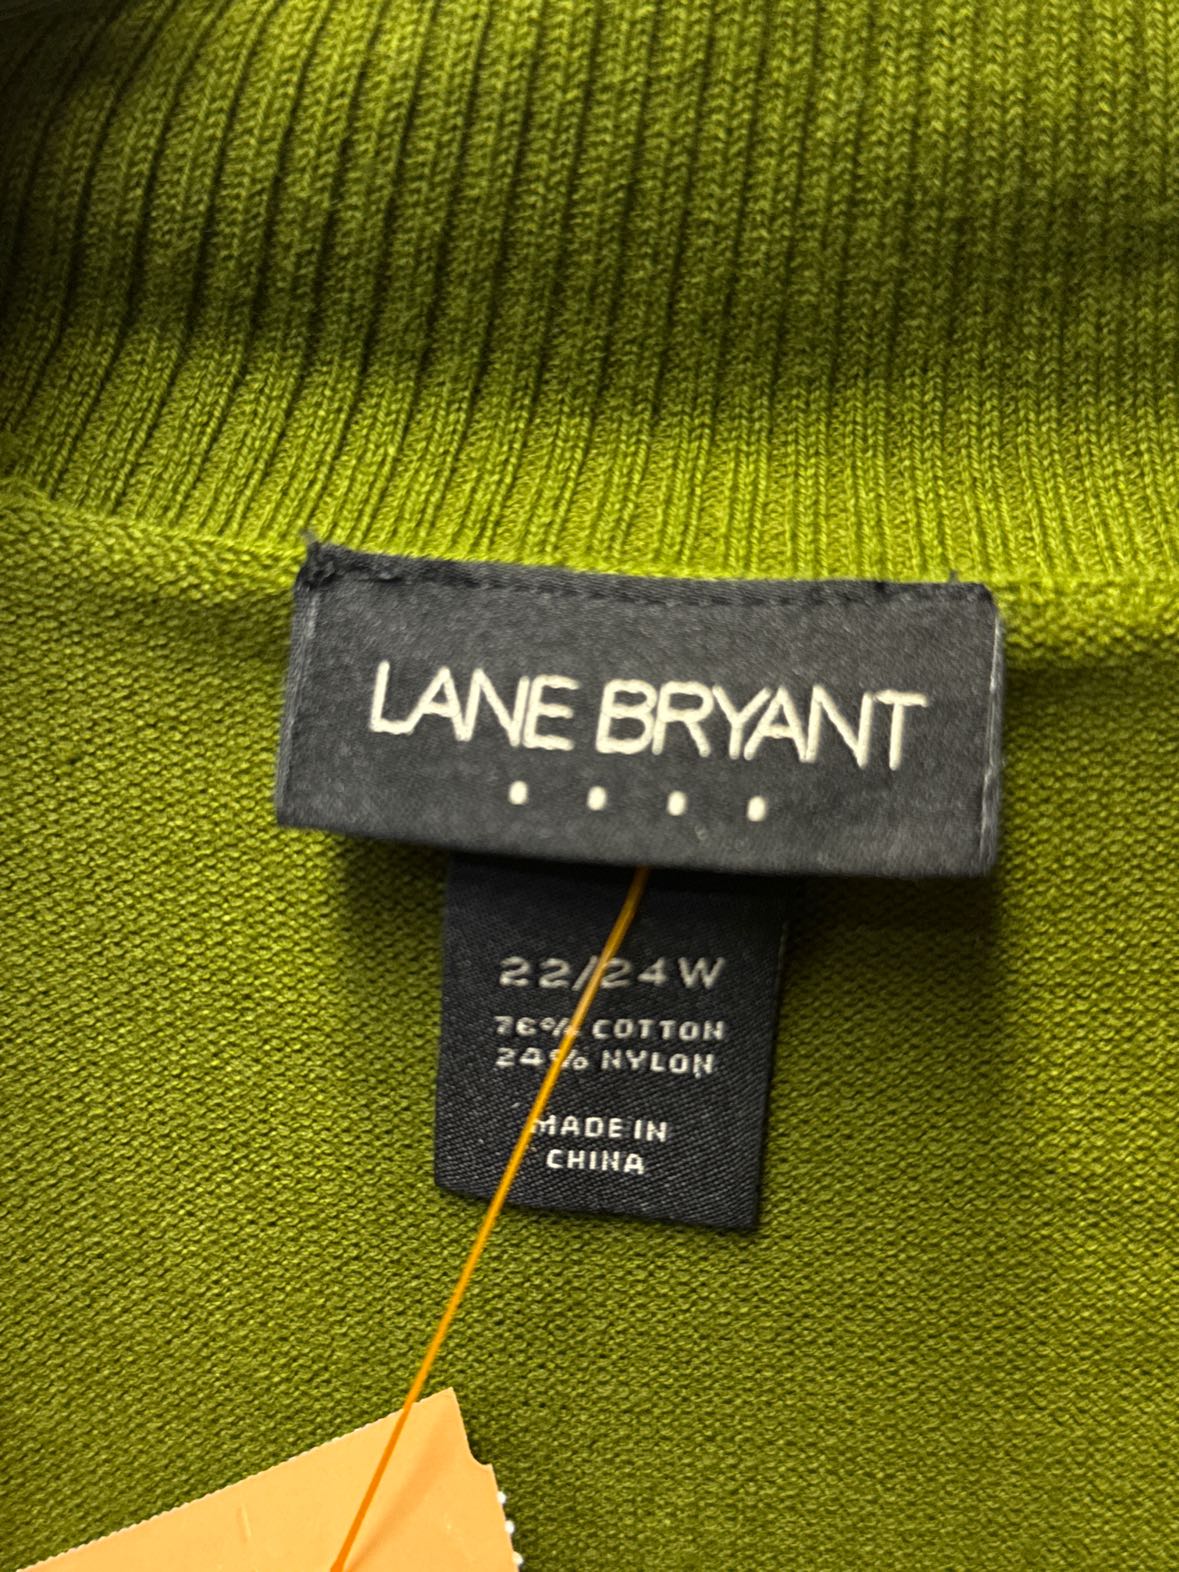 LANE BRYANT
22/24W
76% COTTON
24% NYLON
MADE IN
CHINA